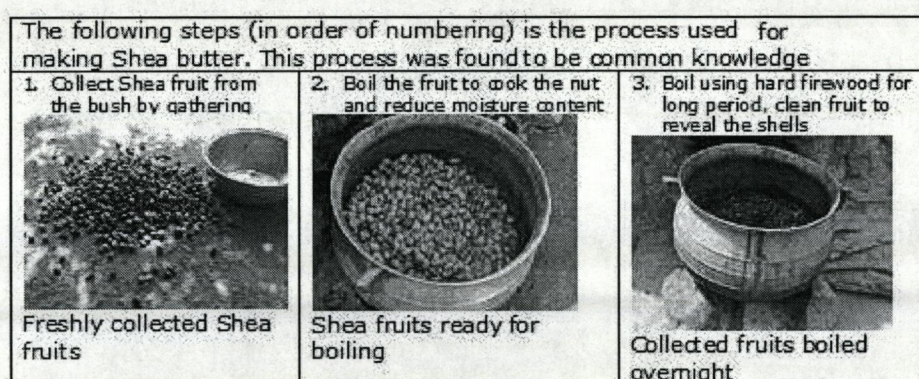 The following steps (in order of numbering) is the process used for
making Shea butter. This process was found to be common knowledge
1. Collect Shea fruit from
the bush by gathering
Freshly collected Shea
fruits
2. Boil the fruit to cook the nut
and reduce moisture content
Shea fruits ready for
boiling
3. Boil using hard firewood for
long period, clean fruit to
reveal the shells
Collected fruits boiled
overnight